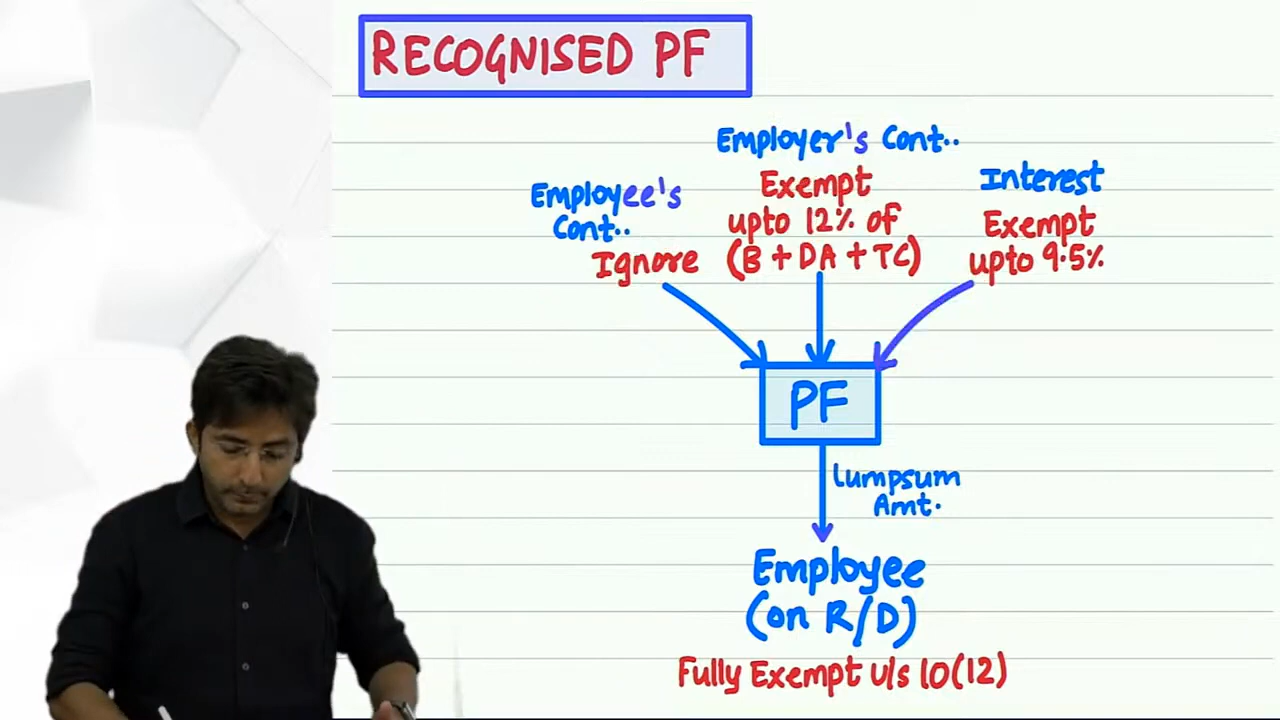 RECOGNISED PF
Employee's
Cont..
Ignore
Employer's Cont..
Exempt
upto 12% of
(B + DA + TC)
Interest
Exempt
upto 9.5%
PF
Lumpsum
Amt.
Employee
(on R/D)
Fully Exempt u/s 10(12)